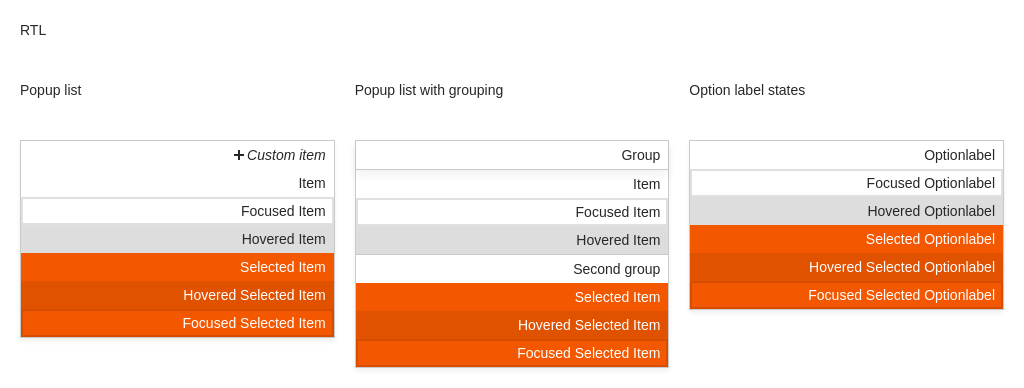 RTL
Popup list
Custom item
Item
Focused Item
Hovered Item
Selected Item
Hovered Selected Item
Focused Selected Item
Popup list with grouping
Group
Item
Focused Item
Hovered Item
Second group
Selected Item
Hovered Selected Item
Focused Selected Item
Option label states
Optionlabel
Focused Optionlabel
Hovered Optionlabel
Selected Optionlabel
Hovered Selected Optionlabel
Focused Selected Optionlabel